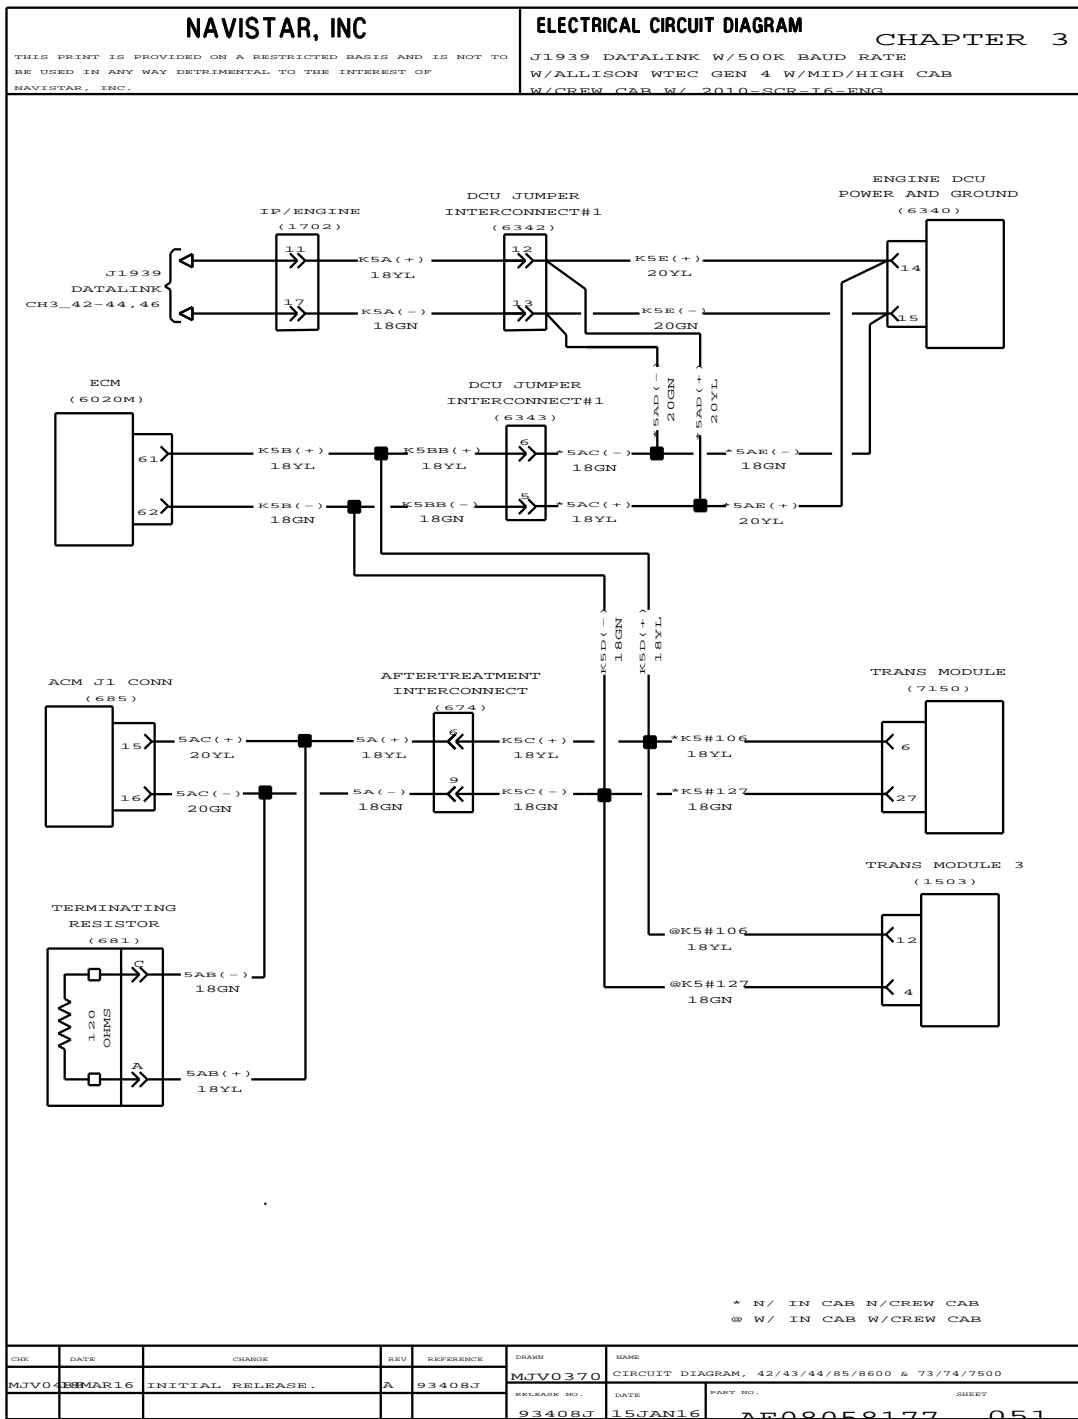 NAVISTAR, INC
THIS PRINT IS PROVIDED ON A RESTRICTED BASIS AND IS NOT TO
BE USED IN ANY WAY DETRIMENTAL TO THE INTEREST OF
NAVISTAR, INC.
ELECTRICAL CIRCUIT DIAGRAM
CHAPTER 3
J1939 DATALINK W/500K BAUD RATE
W/ALLISON WTEC GEN 4 W/MID/HIGH CAB
W/CREW CAB W/ 2010-SCR-I6-ENG
IP/ENGINE
(1702)
DCU JUMPER
INTERCONNECT#1
(6342)
ENGINE DCU
POWER AND GROUND
(6340)
J1939
DATALINK
CH3_42-44,46
11
K5A(+)
18YL
12
K5E(+)
20YL
14
17
K5A(-)
18GN
13
K5E(-)
20GN
15
*5AD(-)
20GN
*5AD(+)
20YL
ECM
(6020M)
DCU JUMPER
INTERCONNECT#1
(6343)
61
K5B(+)
18YL
K5BB(+)
18YL
6
*5AC(-)
18GN
*5AE(-)
18GN
62
K5B(-)
18GN
K5BB(-)
18GN
5
*5AC(+)
18YL
*5AE(+)
20YL
K5D(-)
18GN
K5D(+)
18YL
ACM J1 CONN
(685)
AFTERTREATMENT
INTERCONNECT
(674)
TRANS MODULE
(7150)
15
5AC(+)
20YL
5A(+)
18YL
6
K5C(+)
18YL
*K5#106
18YL
6
16
5AC(-)
20GN
5A(-)
18GN
9
K5C(-)
18GN
*K5#127
18GN
27
TRANS MODULE 3
(1503)
@K5#106
18YL
12
@K5#127
18GN
4
TERMINATING
RESISTOR
(681)
C
5AB(-)
18GN
120
OHMS
A
5AB(+)
18YL
* N/ IN CAB N/CREW CAB
@ W/ IN CAB W/CREW CAB
CHK DATE CHANGE REV REFERENCE
INITIAL RELEASE. A 93408J
DRAWN
MJV0370
NAME
CIRCUIT DIAGRAM, 42/43/44/85/8600 & 73/74/7500
RELEASE NO.
93408J
DATE
15JAN16
PART NO.
AF08058177
SHEET
051